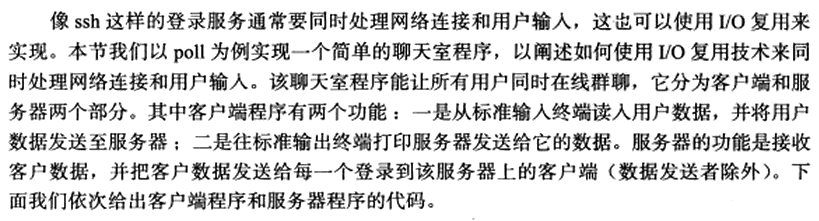 像 ssh 这样的登录服务通常要同时处理网络连接和用户输入，这也可以使用 I/O 复用来
实现。本节我们以 poll 为例实现一个简单的聊天室程序，以阐述如何使用 I/O 复用技术来同
时处理网络连接和用户输入。该聊天室程序能让所有用户同时在线群聊，它分为客户端和服
务器两个部分。其中客户端程序有两个功能：一是从标准输入终端读入用户数据，并将用户
数据发送至服务器；二是往标准输出终端打印服务器发送给它的数据。服务器的功能是接收
客户数据，并把客户数据发送给每一个登录到该服务器上的客户端（数据发送者除外）。下
面我们依次给出客户端程序和服务器程序的代码。